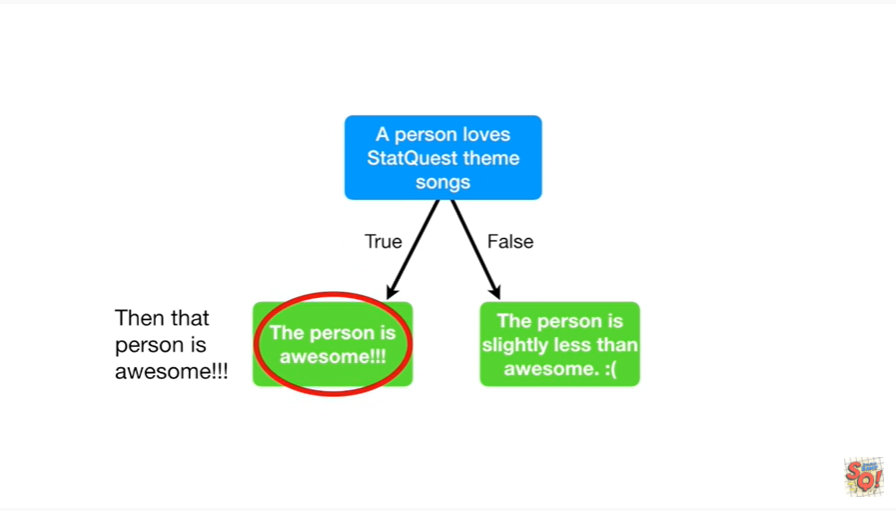 A person loves
StatQuest theme
songs
True
False
Then that
person is
awesome!!!
The person is
awesome!!!
The person is
slightly less than
awesome. :(
SQ!